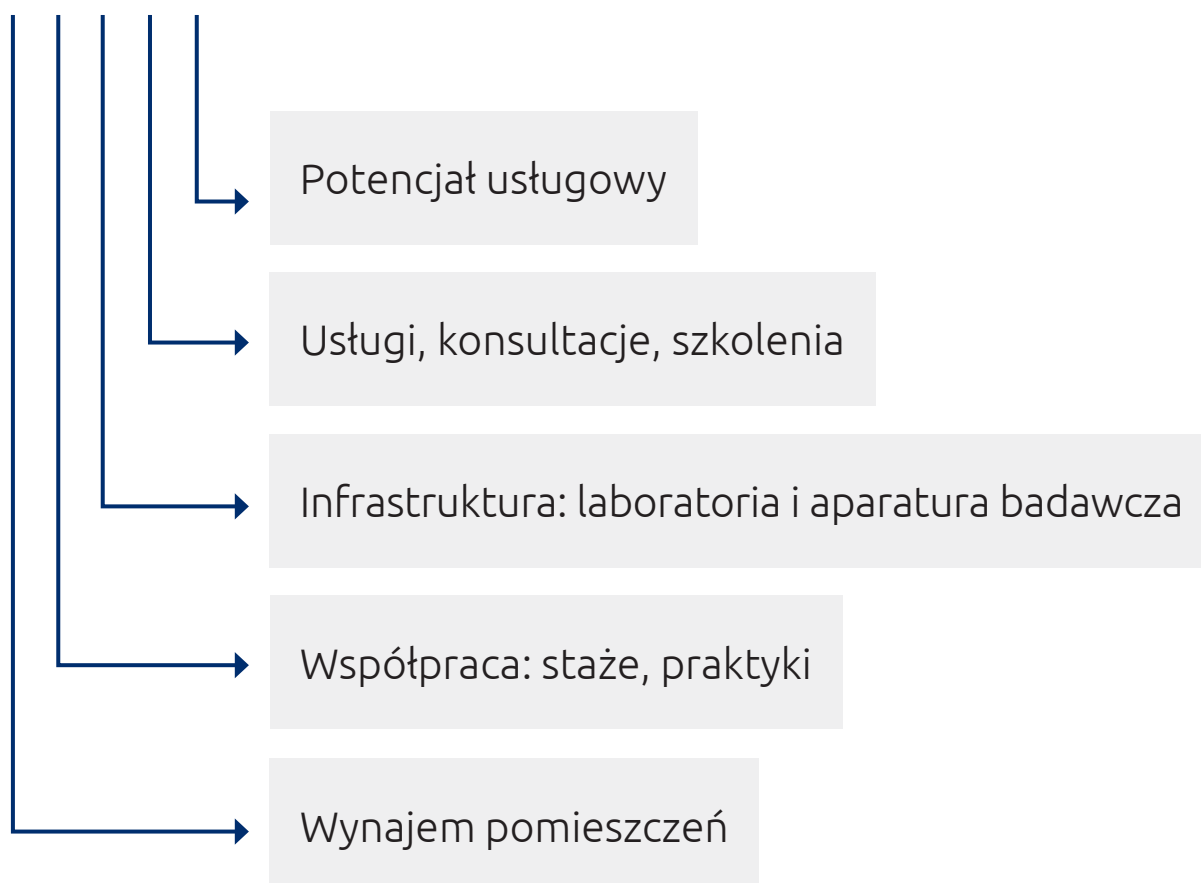 Potencjał usługowy
Usługi, konsultacje, szkolenia
Infrastruktura: laboratoria i aparatura badawcza
Współpraca: staże, praktyki
Wynajem pomieszczeń